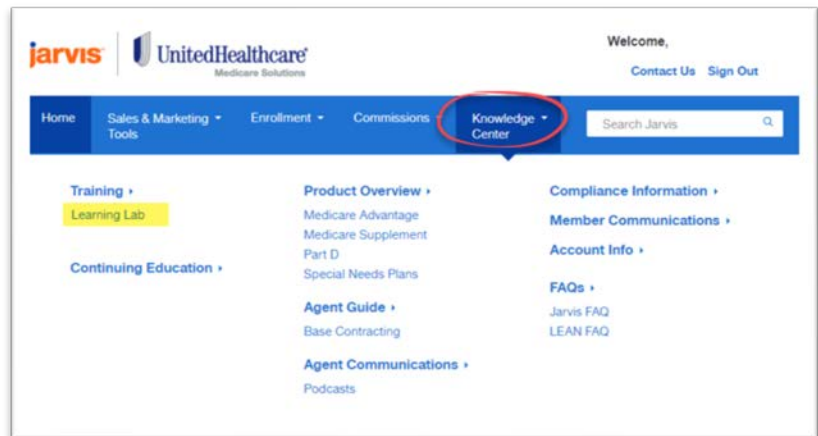 jarvis
UnitedHealthcare
Medicare Solutions
Welcome,
Contact Us Sign Out
Home
Sales & Marketing
Tools
Enrollment
Commissions
Knowledge
Center
Search Jarvis
Training
Learning Lab
Continuing Education
Product Overview
Medicare Advantage
Medicare Supplement
Part D
Special Needs Plans
Agent Guide
Base Contracting
Agent Communications
Podcasts
Compliance Information
Member Communications
Account Info
FAQs
Jarvis FAQ
LEAN FAQ